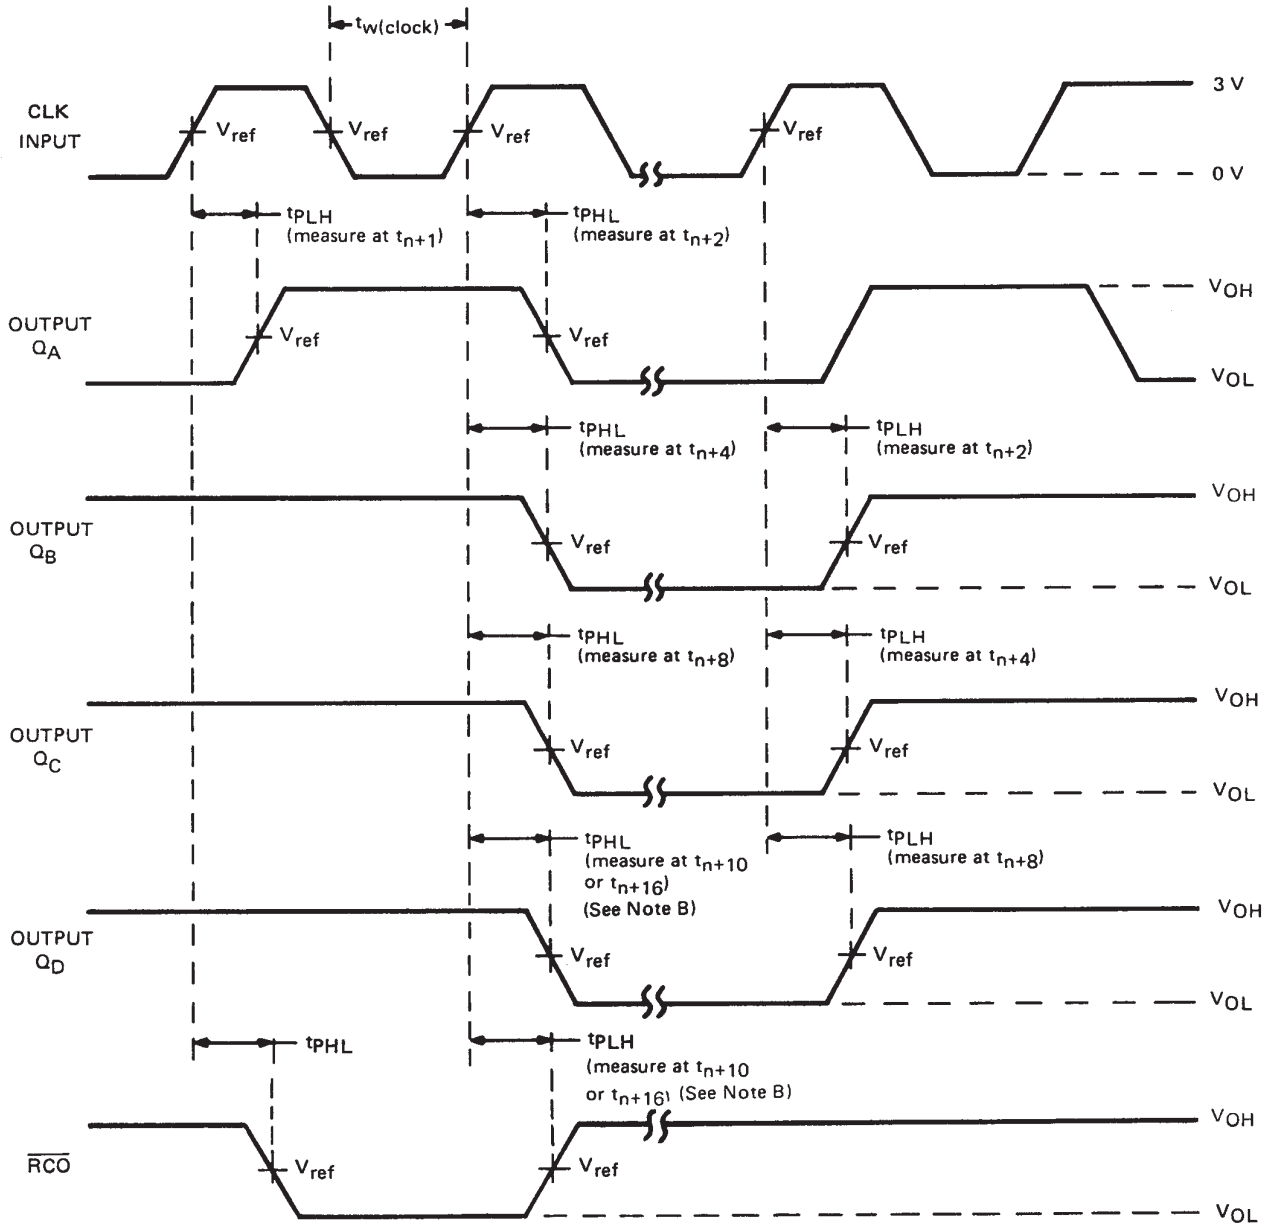 tw(clock)
CLK
INPUT
Vref
Vref
Vref
Vref
3 V
0 V
tPLH
(measure at tn+1)
tPHL
(measure at tn+2)
OUTPUT
QA
Vref
Vref
VOH
VOL
tPHL
(measure at tn+4)
tPLH
(measure at tn+2)
OUTPUT
QB
Vref
Vref
VOH
VOL
tPHL
(measure at tn+8)
tPLH
(measure at tn+4)
OUTPUT
QC
Vref
Vref
VOH
VOL
tPHL
(measure at tn+10
or tn+16)
(See Note B)
tPLH
(measure at tn+8)
OUTPUT
QD
Vref
Vref
VOH
VOL
tPHL
tPLH
(measure at tn+10
or tn+16) (See Note B)
RCO
Vref
Vref
VOH
VOL